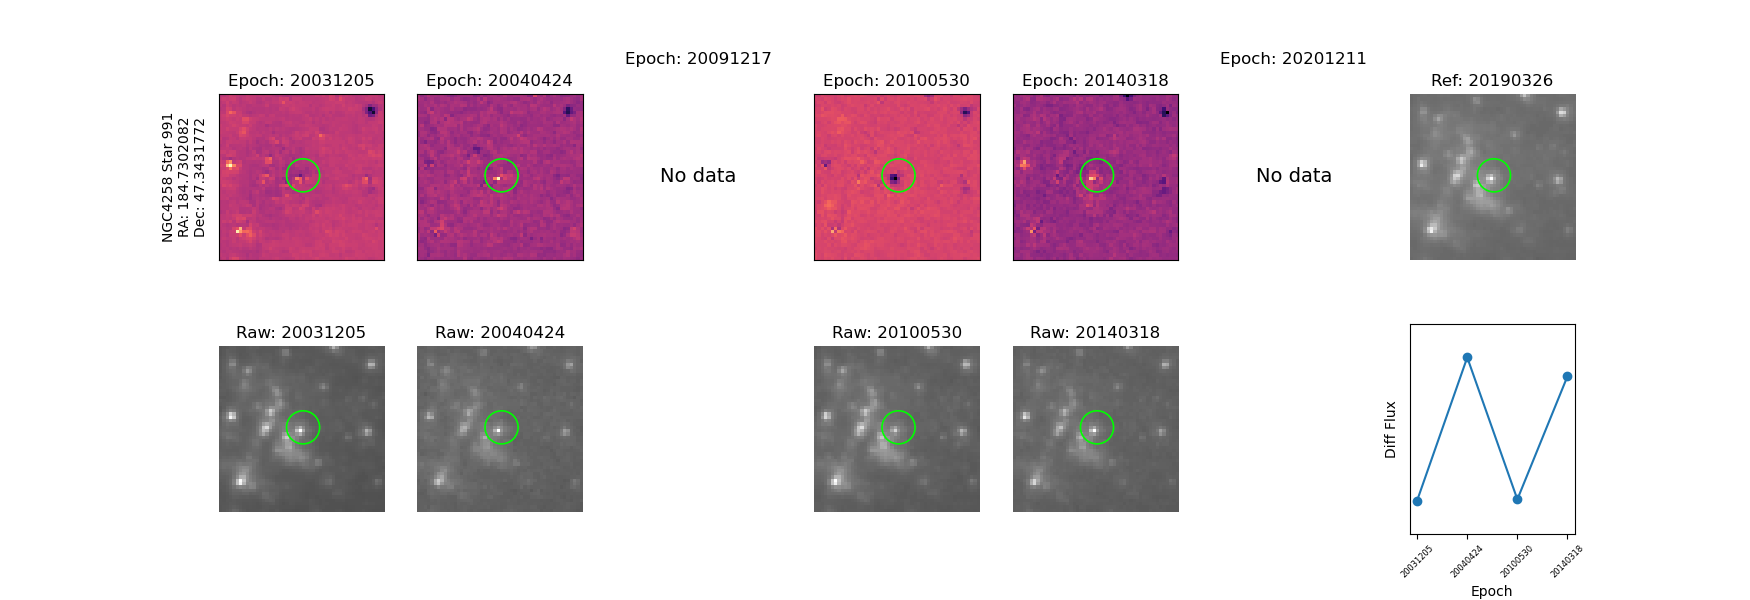 Epoch: 20091217
Epoch: 20201211
Epoch: 20031205
Epoch: 20040424
Epoch: 20100530
Epoch: 20140318
Ref: 20190326
NGC4258 Star 991
RA: 184.7302082
Dec: 47.3431772
No data
No data
Raw: 20031205
Raw: 20040424
Raw: 20100530
Raw: 20140318
Diff Flux
20031205
20040424
20100530
20140318
Epoch